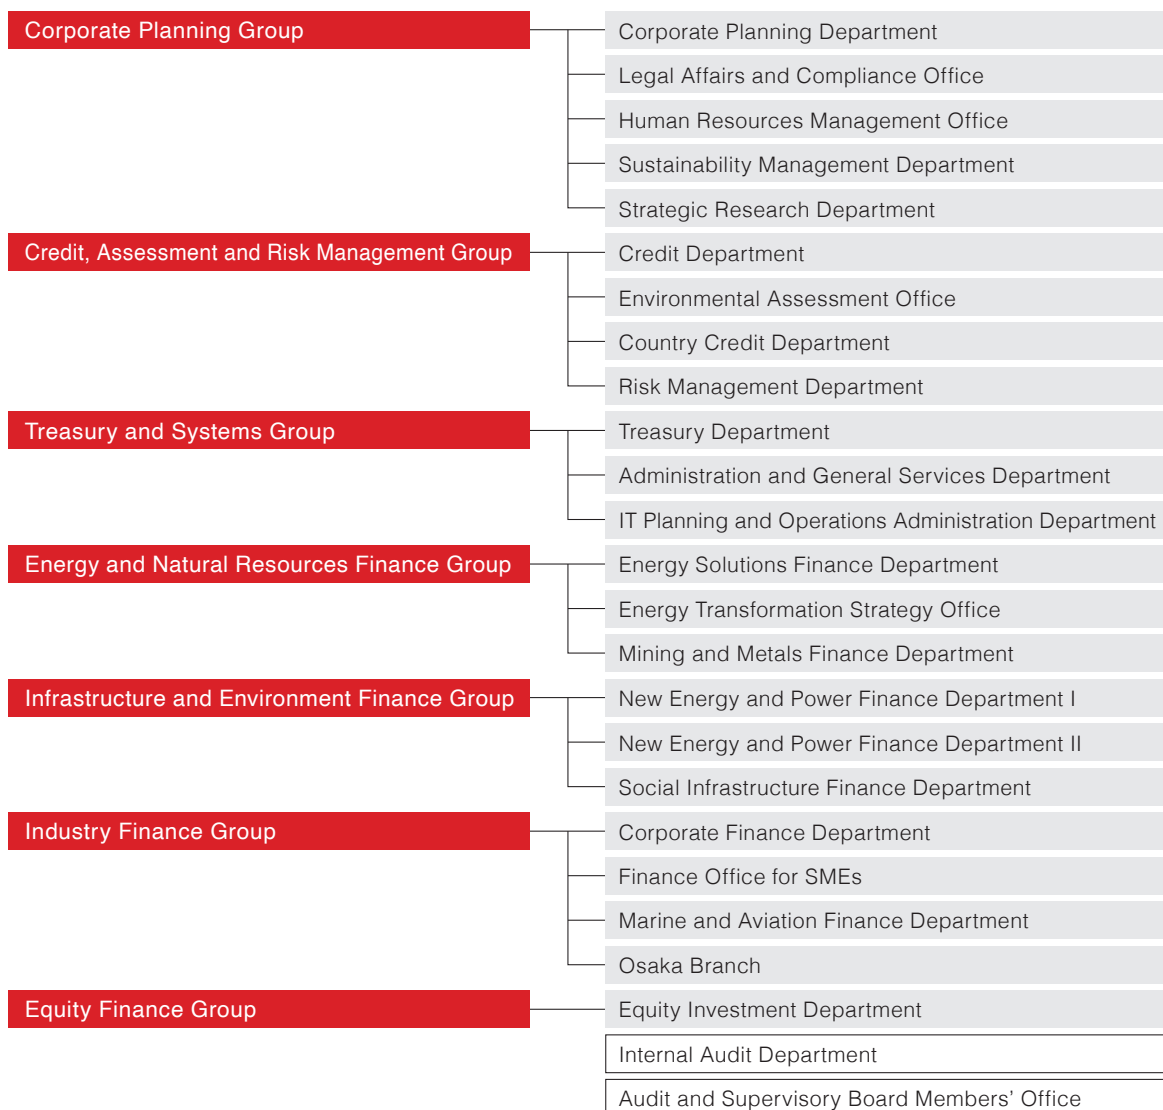 Corporate Planning Group
Corporate Planning Department
Legal Affairs and Compliance Office
Human Resources Management Office
Sustainability Management Department
Strategic Research Department
Credit, Assessment and Risk Management Group
Credit Department
Environmental Assessment Office
Country Credit Department
Risk Management Department
Treasury and Systems Group
Treasury Department
Administration and General Services Department
IT Planning and Operations Administration Department
Energy and Natural Resources Finance Group
Energy Solutions Finance Department
Energy Transformation Strategy Office
Mining and Metals Finance Department
Infrastructure and Environment Finance Group
New Energy and Power Finance Department I
New Energy and Power Finance Department II
Social Infrastructure Finance Department
Industry Finance Group
Corporate Finance Department
Finance Office for SMEs
Marine and Aviation Finance Department
Osaka Branch
Equity Finance Group
Equity Investment Department
Internal Audit Department
Audit and Supervisory Board Members’ Office